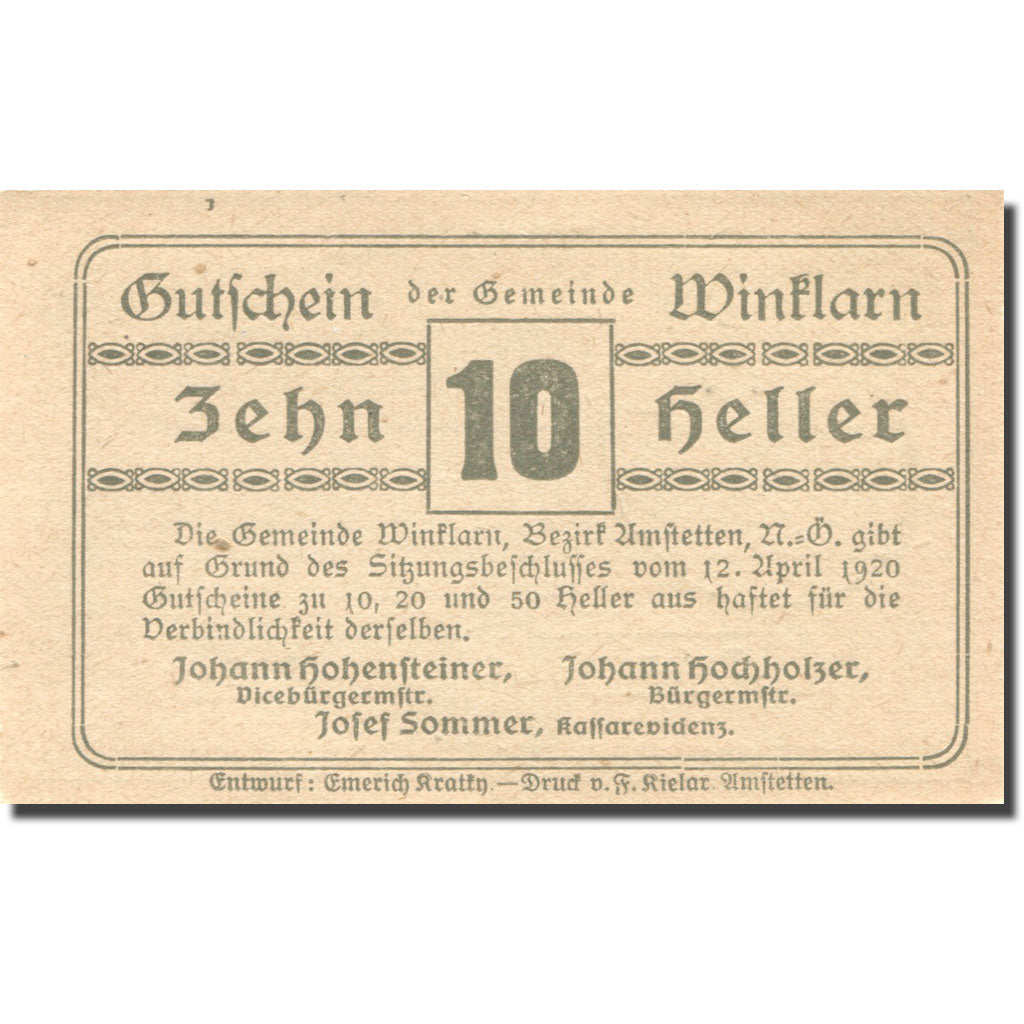 Gutschein der Gemeinde Winklarn
Zehn 10 Heller
Die Gemeinde Winklarn, Bezirk Amstetten, N.=Ö. gibt
auf Grund des Sitzungsbeschlusses vom 12. April 1920
Gutscheine zu 10, 20 und 50 Heller aus haftet für die
Verbindlichkeit derselben.
Johann Hohensteiner, Johann Hochholzer,
Vicebürgermstr. Bürgermstr.
Josef Sommer, Kassarevidenz.
Entwurf: Emerich Kratky.—Druck v. F. Kielar Amstetten.